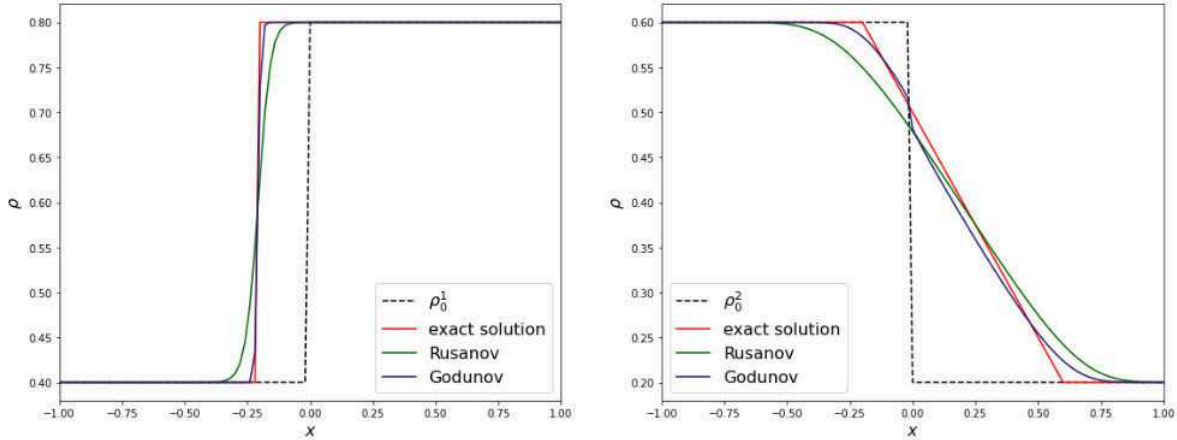 0.80
0.75
0.70
0.65
0.60
0.55
0.50
0.45
0.40
ρ
−1.00 −0.75 −0.50 −0.25 0.00 0.25 0.50 0.75 1.00
x
ρ₀¹
exact solution
Rusanov
Godunov
0.60
0.55
0.50
0.45
0.40
0.35
0.30
0.25
0.20
ρ
−1.00 −0.75 −0.50 −0.25 0.00 0.25 0.50 0.75 1.00
x
ρ₀²
exact solution
Rusanov
Godunov